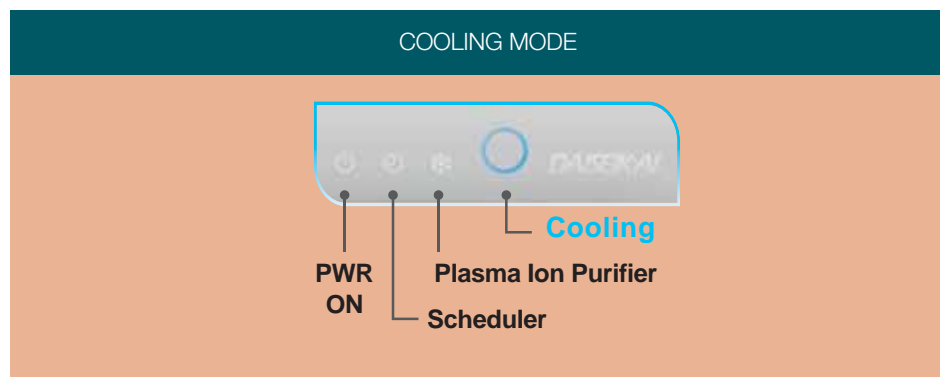 COOLING MODE
Cooling
PWR
ON
Plasma Ion Purifier
Scheduler